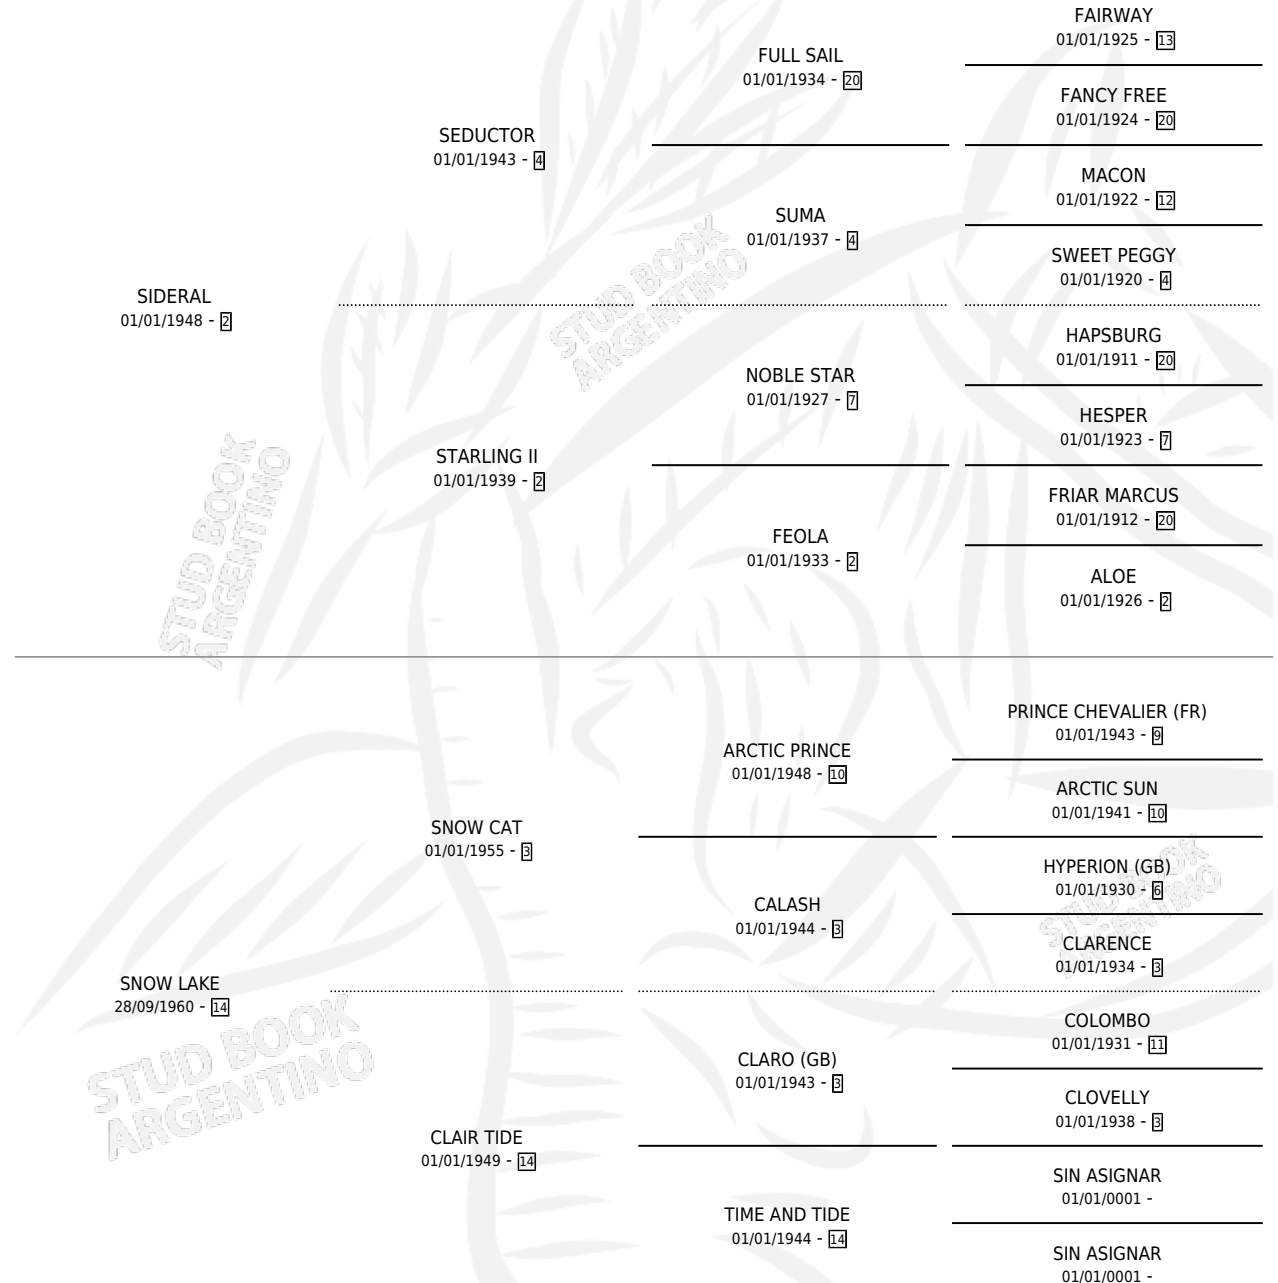 FAIRWAY
01/01/1925 - 13
FULL SAIL
01/01/1934 - 20
FANCY FREE
01/01/1924 - 20
SEDUCTOR
01/01/1943 - 4
MACON
01/01/1922 - 12
SUMA
01/01/1937 - 4
SWEET PEGGY
01/01/1920 - 4
SIDERAL
01/01/1948 - 2
HAPSBURG
01/01/1911 - 20
NOBLE STAR
01/01/1927 - 7
HESPER
01/01/1923 - 7
STARLING II
01/01/1939 - 2
FRIAR MARCUS
01/01/1912 - 20
FEOLA
01/01/1933 - 2
ALOE
01/01/1926 - 2
PRINCE CHEVALIER (FR)
01/01/1943 - 9
ARCTIC PRINCE
01/01/1948 - 10
ARCTIC SUN
01/01/1941 - 10
SNOW CAT
01/01/1955 - 3
HYPERION (GB)
01/01/1930 - 6
CALASH
01/01/1944 - 3
CLARENCE
01/01/1934 - 3
SNOW LAKE
28/09/1960 - 14
COLOMBO
01/01/1931 - 11
CLARO (GB)
01/01/1943 - 3
CLOVELLY
01/01/1938 - 3
CLAIR TIDE
01/01/1949 - 14
SIN ASIGNAR
01/01/0001 -
TIME AND TIDE
01/01/1944 - 14
SIN ASIGNAR
01/01/0001 -
STUD BOOK
ARGENTINO
STUD BOOK
ARGENTINO
STUD BOOK
ARGENTINO
STUD BOOK
ARGENTINO